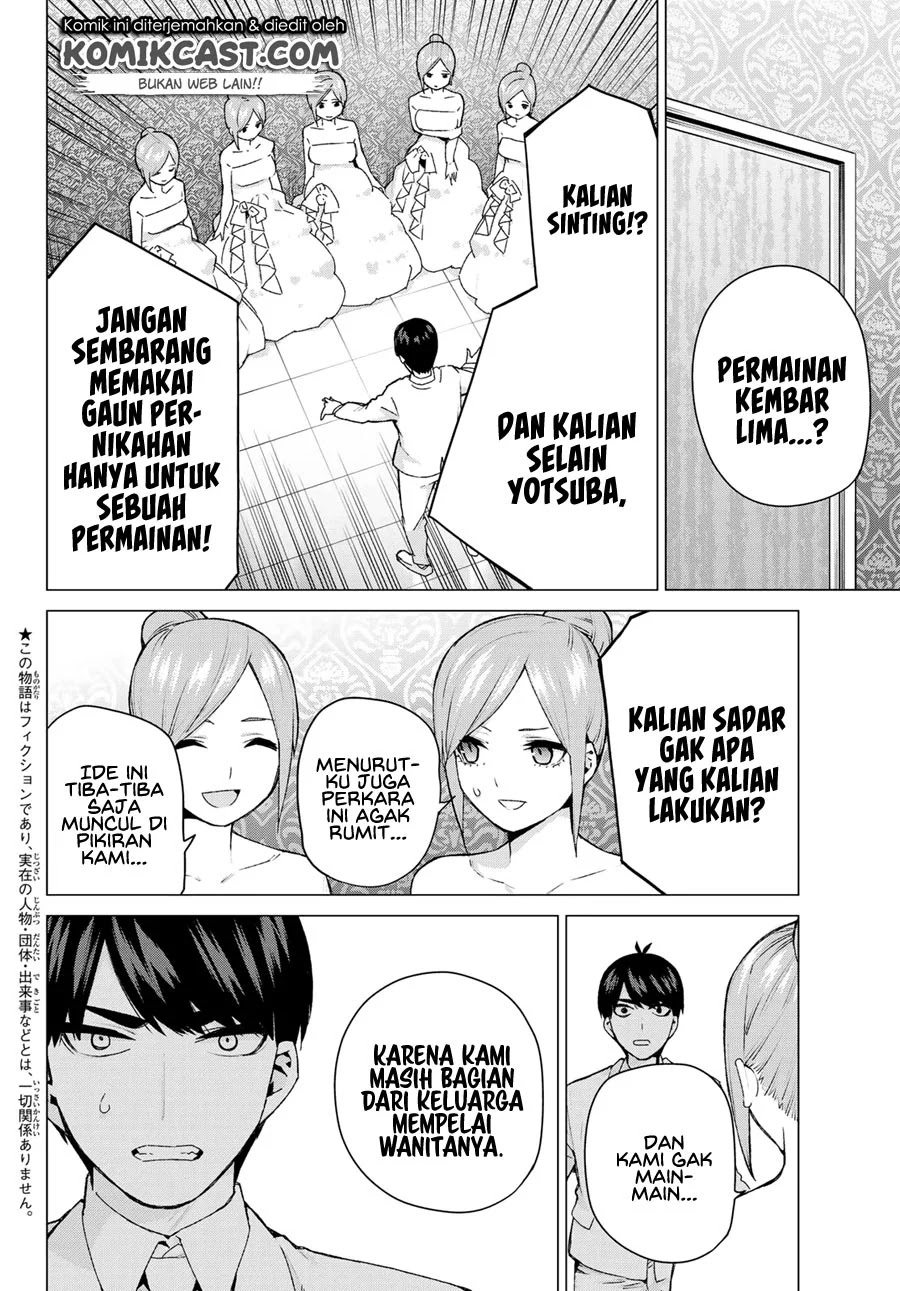 Komik ini diterjemahkan & diedit oleh
KOMIKCAST.COM
BUKAN WEB LAIN!!
PERMAINAN
KEMBAR
LIMA...?
KALIAN
SINTING!?
DAN KALIAN
SELAIN
YOTSUBA,
JANGAN
SEMBARANG
MEMAKAI
GAUN PER-
NIKAHAN
HANYA UNTUK
SEBUAH
PERMAINAN!
KALIAN SADAR
GAK APA
YANG KALIAN
LAKUKAN?
MENURUT-
KU JUGA
PERKARA
INI AGAK
RUMIT...
IDE INI
TIBA-TIBA
SAJA
MUNCUL DI
PIKIRAN
KAMI...
DAN
KAMI GAK
MAIN-
MAIN...
KARENA KAMI
MASIH BAGIAN
DARI KELUARGA
MEMPELAI
WANITANYA.
★この物語はフィクションであり、実在の人物・団体・出来事などとは、一切関係ありません。